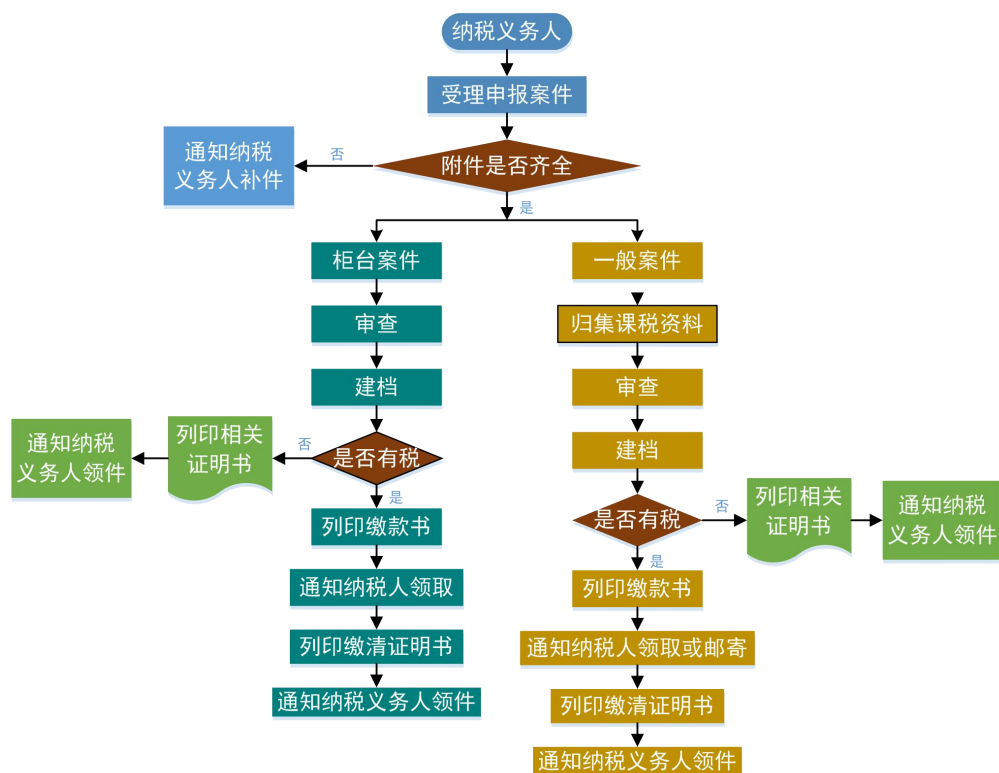 纳税义务人
受理申报案件
通知纳税
义务人补件
否
附件是否齐全
是
柜台案件
一般案件
审查
归集课税资料
建档
审查
通知纳税
义务人领件
列印相关
证明书
否
是否有税
建档
是
列印缴款书
是否有税
否
列印相关
证明书
通知纳税
义务人领件
是
通知纳税人领取
列印缴款书
列印缴清证明书
通知纳税人领取或邮寄
通知纳税义务人领件
列印缴清证明书
通知纳税义务人领件